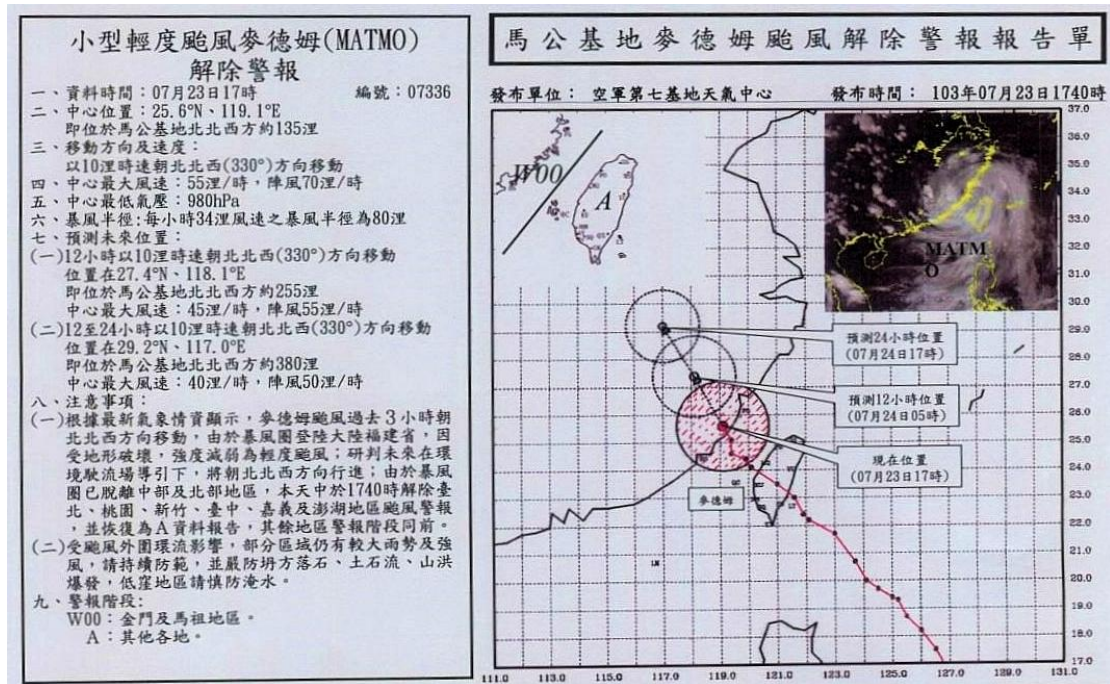 小型輕度颱風麥德姆(MATMO)
解除警報
一、資料時間：07月23日17時 編號：07336
二、中心位置：25.6°N、119.1°E
即位於馬公基地北北西方約135浬
三、移動方向及速度：
以10浬時速朝北北西(330°)方向移動
四、中心最大風速：55浬/時，陣風70浬/時
五、中心最低氣壓：980hPa
六、暴風半徑：每小時34浬風速之暴風半徑為80浬
七、預測未來位置：
(一)12小時以10浬時速朝北北西(330°)方向移動
位置在27.4°N、118.1°E
即位於馬公基地北北西方約255浬
中心最大風速：45浬/時，陣風55浬/時
(二)12至24小時以10浬時速朝北北西(330°)方向移動
位置在29.2°N、117.0°E
即位於馬公基地北北西方約380浬
中心最大風速：40浬/時，陣風50浬/時
八、注意事項：
(一)根據最新氣象情資顯示，麥德姆颱風過去3小時朝
北北西方向移動，由於暴風圈登陸大陸福建省，因
受地形破壞，強度減弱為輕度颱風；研判未來在環
境駛流場導引下，將朝北北西方向行進；由於暴風
圈已脫離中部及北部地區，本天中於1740時解除臺
北、桃園、新竹、臺中、嘉義及澎湖地區颱風警報
，並恢復為A資料報告，其餘地區警報階段同前。
(二)受颱風外圍環流影響，部分區域仍有較大雨勢及強
風，請持續防範，並嚴防坍方落石、土石流、山洪
爆發，低窪地區請慎防淹水。
九、警報階段：
W00：金門及馬祖地區。
A：其他各地。
馬公基地麥德姆颱風解除警報報告單
發布單位： 空軍第七基地天氣中心 發布時間： 103年07月23日1740時
W00
A
MATM
O
預測24小時位置
(07月24日17時)
預測12小時位置
(07月24日05時)
現在位置
(07月23日17時)
麥德姆
37.0
36.0
35.0
34.0
33.0
32.0
31.0
30.0
29.0
28.0
27.0
26.0
25.0
24.0
23.0
22.0
21.0
20.0
19.0
18.0
17.0
111.0 113.0 115.0 117.0 119.0 121.0 123.0 125.0 127.0 129.0 131.0